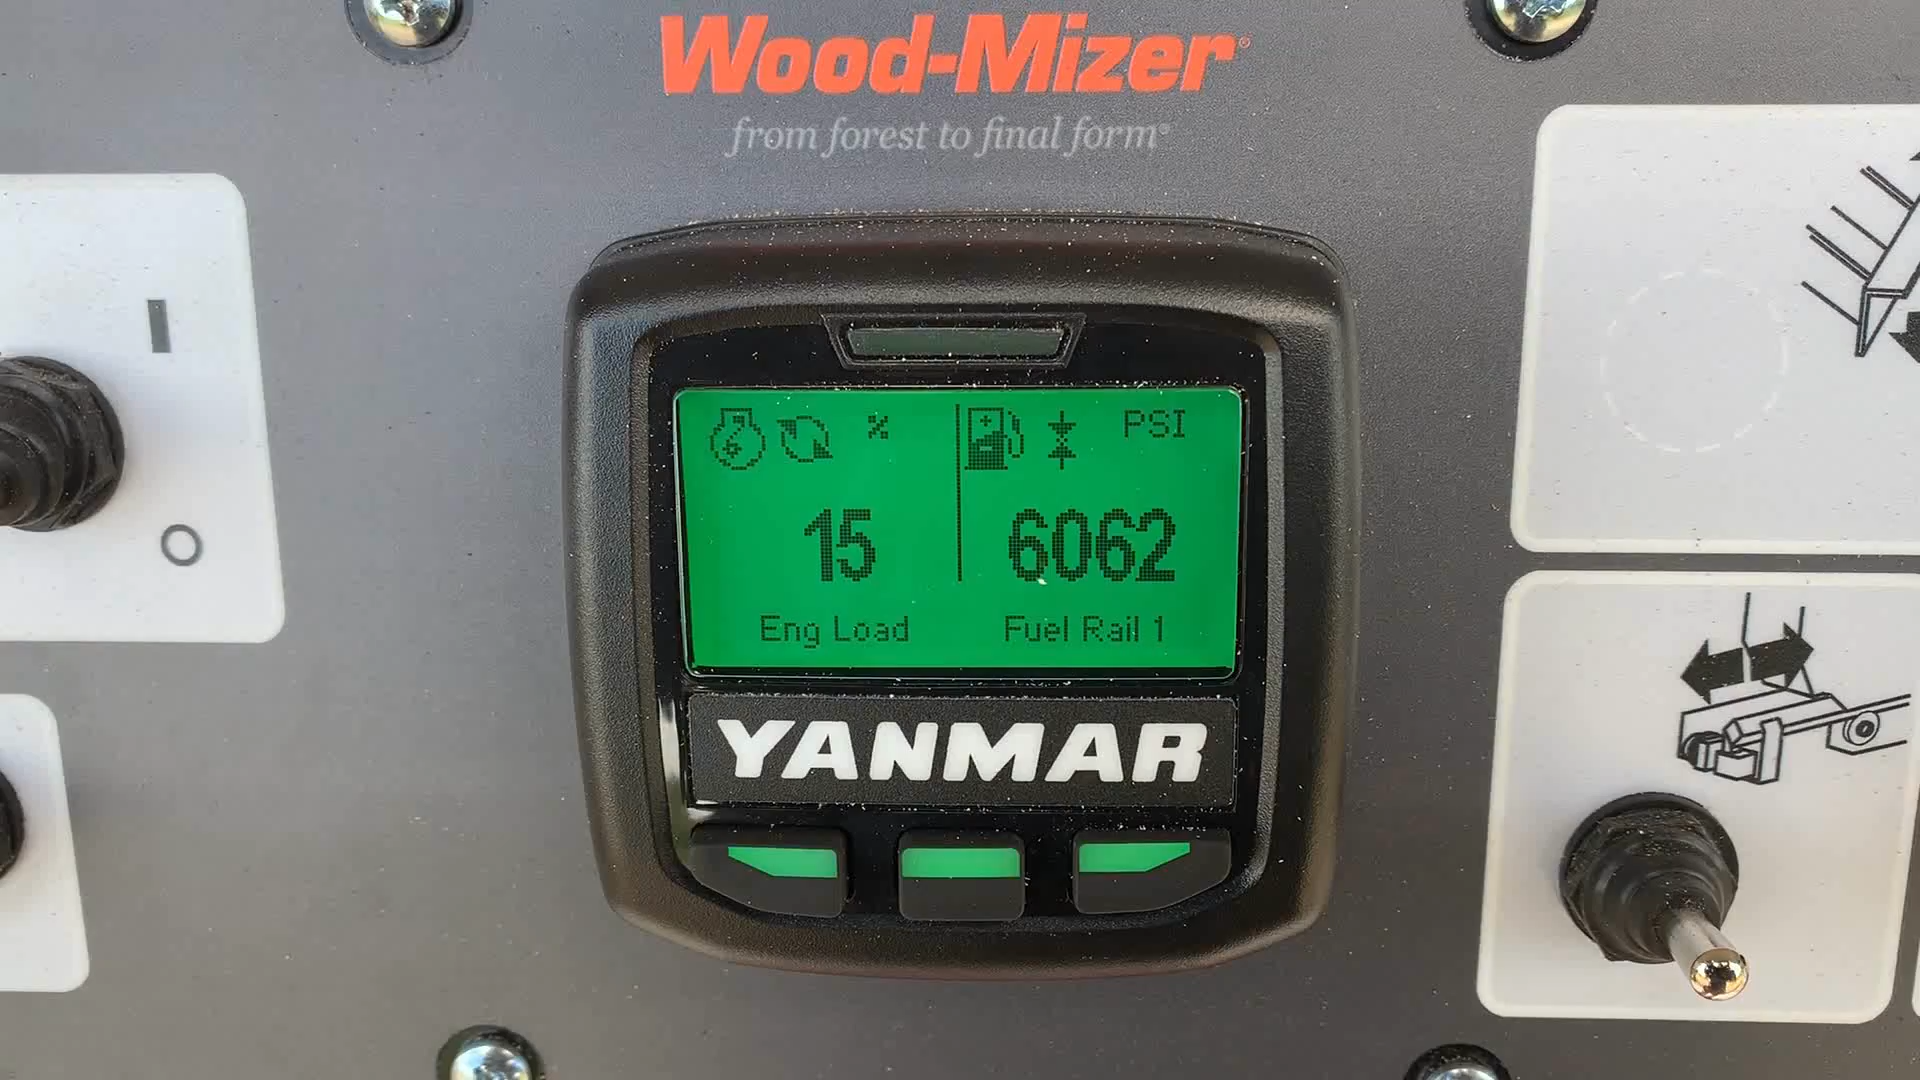 Wood-Mizer®
from forest to final form®
% PSI
15 6062
Eng Load Fuel Rail 1
YANMAR